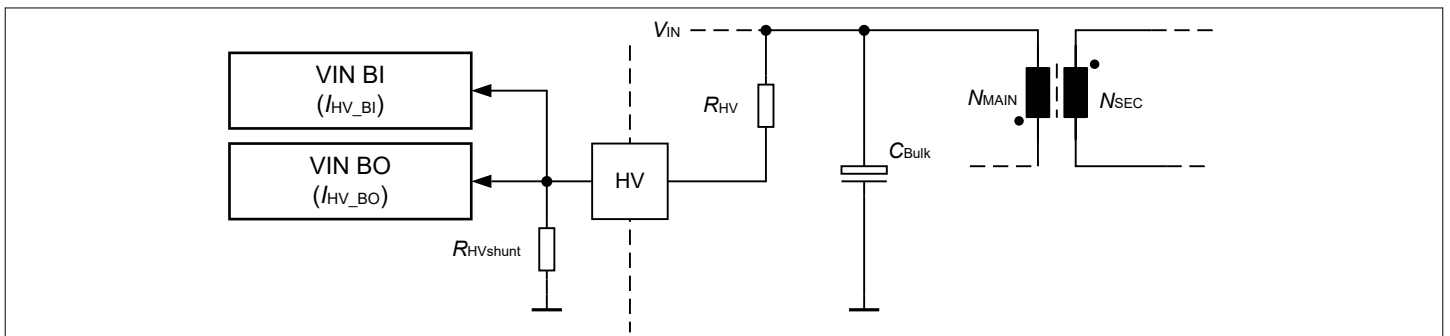 VIN
VIN BI
(IHV_BI)
RHV
NMAIN
NSEC
VIN BO
(IHV_BO)
HV
CBulk
RHVshunt